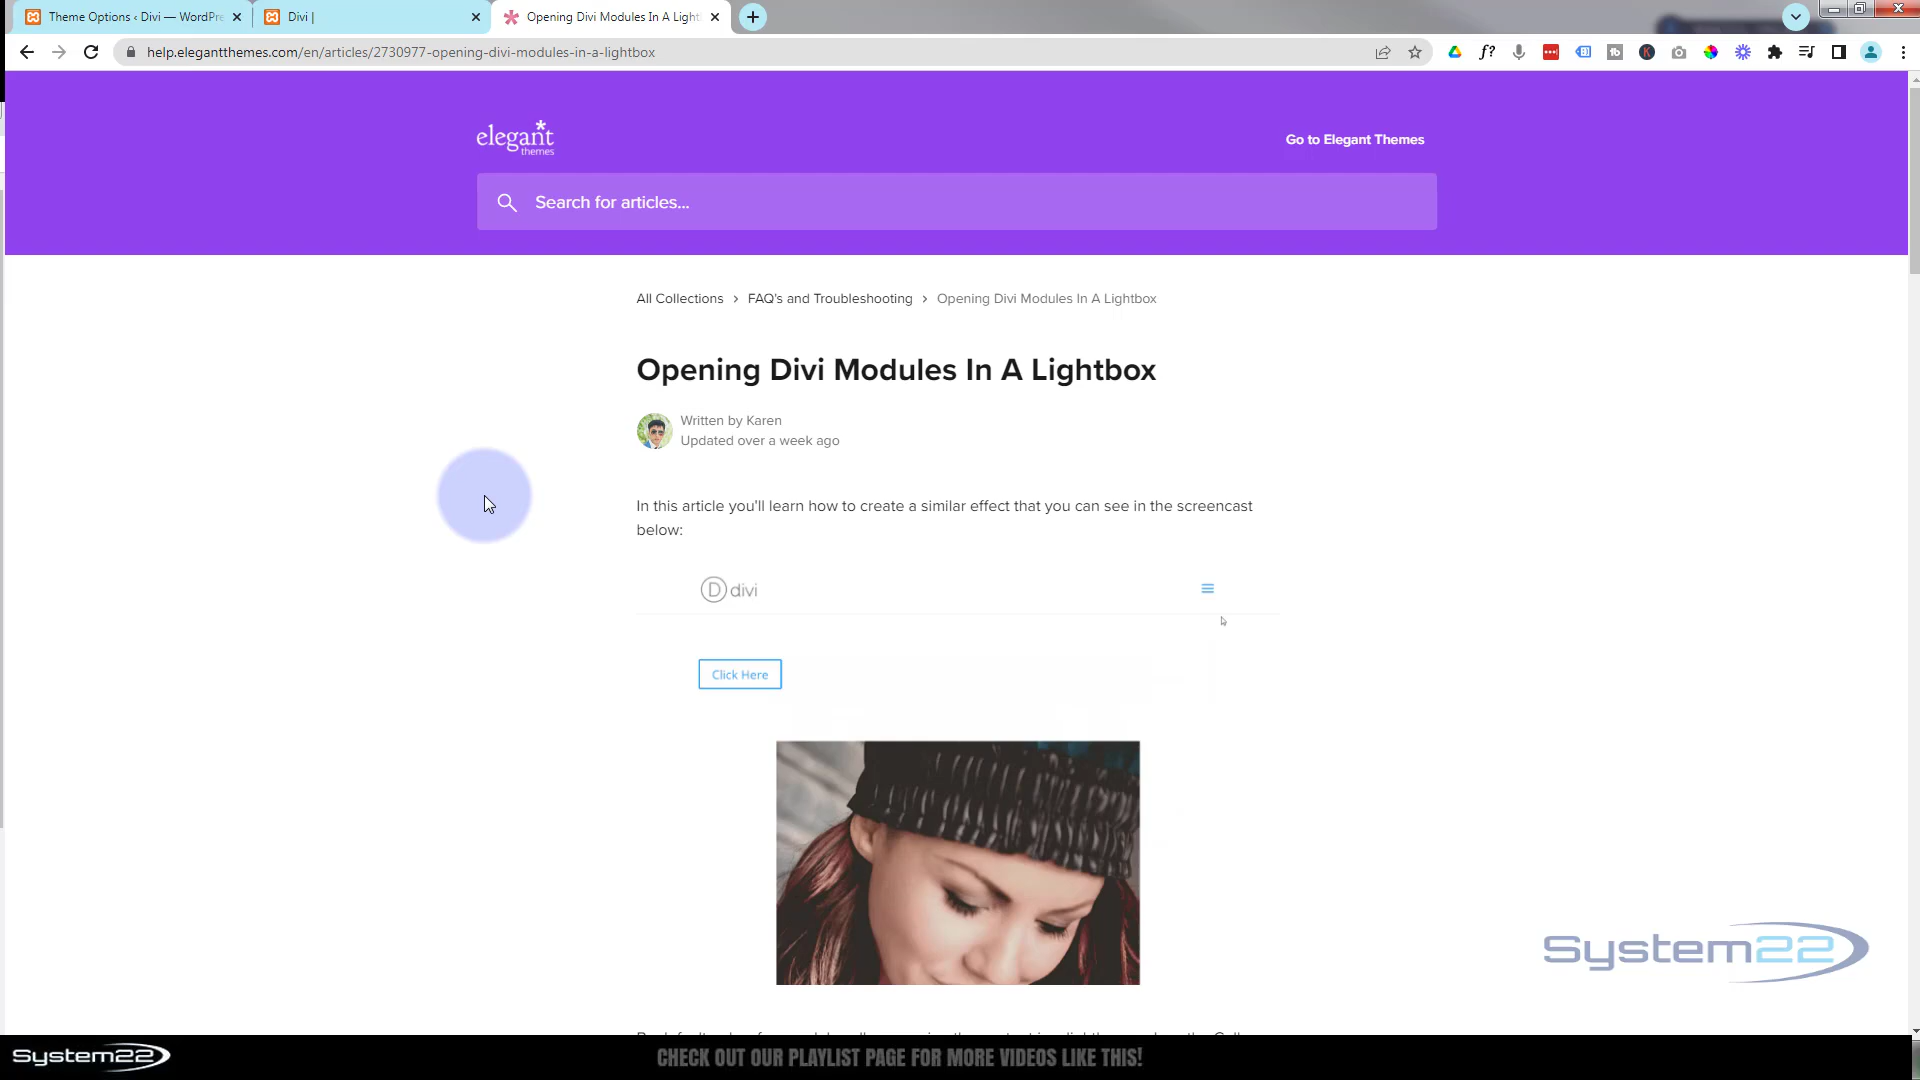 Theme Options ‹ Divi — WordPre
Divi |
Opening Divi Modules In A Light
help.elegantthemes.com/en/articles/2730977-opening-divi-modules-in-a-lightbox
f?
elegant
themes
Go to Elegant Themes
Search for articles...
All Collections > FAQ's and Troubleshooting > Opening Divi Modules In A Lightbox
Opening Divi Modules In A Lightbox
Written by Karen
Updated over a week ago
In this article you'll learn how to create a similar effect that you can see in the screencast
below:
D divi
Click Here
System22
System22
CHECK OUT OUR PLAYLIST PAGE FOR MORE VIDEOS LIKE THIS!